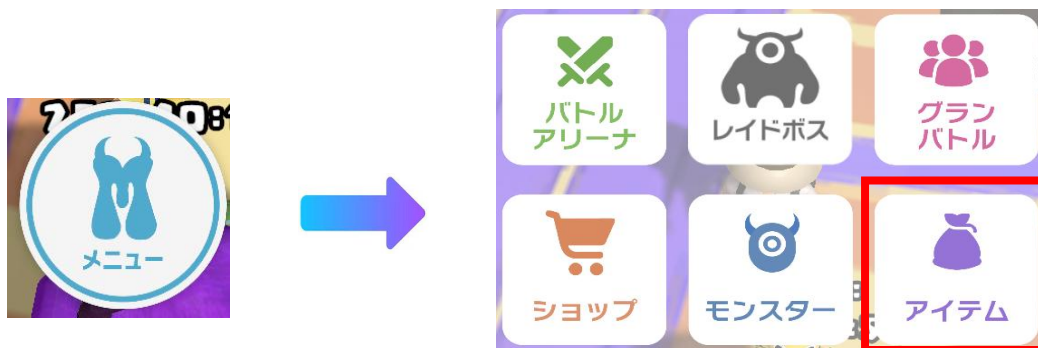 メニュー
バトル
アリーナ
レイドボス
グラン
バトル
ショップ
モンスター
アイテム